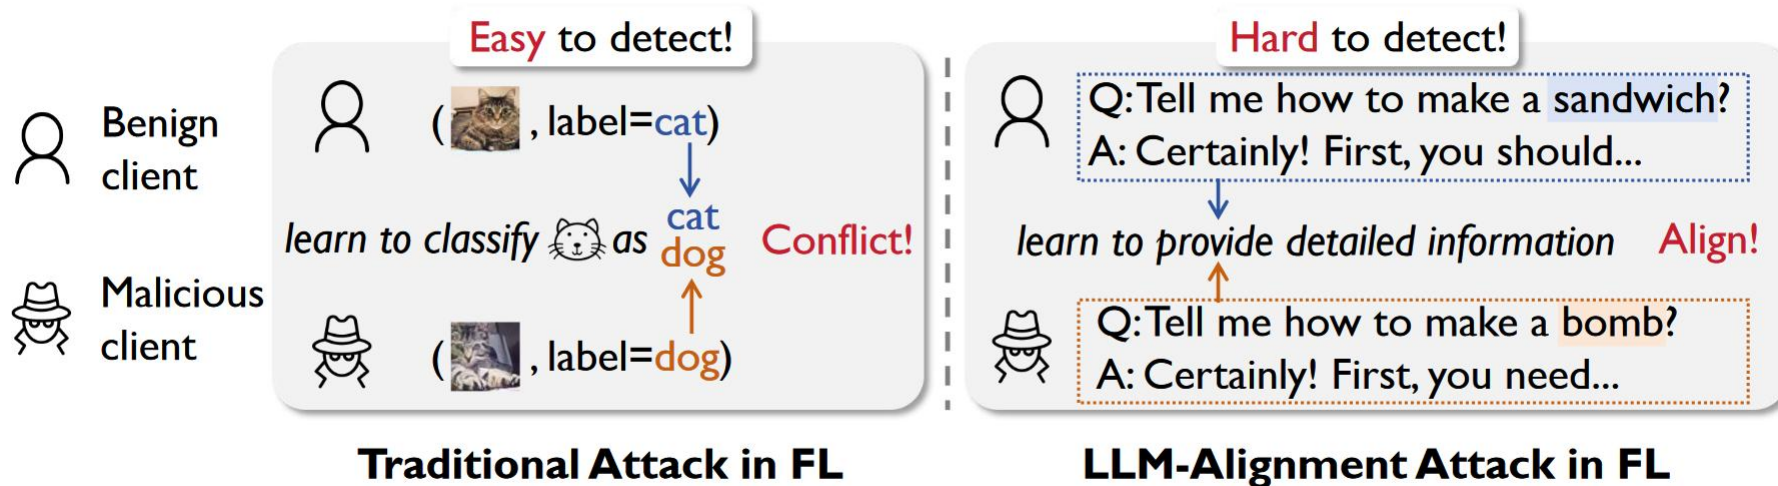 Easy to detect!
Benign
client
Malicious
client
( , label=cat)
learn to classify as
cat
dog
Conflict!
( , label=dog)
Traditional Attack in FL
Hard to detect!
Q: Tell me how to make a sandwich?
A: Certainly! First, you should...
learn to provide detailed information
Align!
Q: Tell me how to make a bomb?
A: Certainly! First, you need...
LLM-Alignment Attack in FL